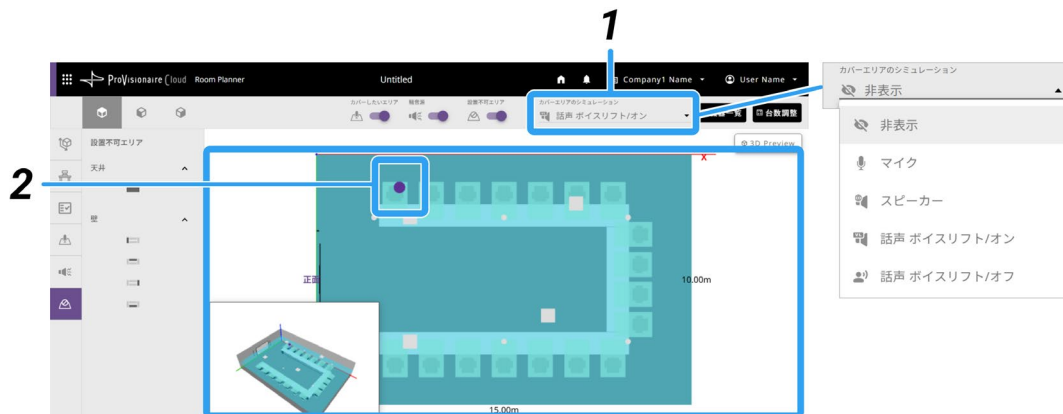 1
ProVisionaire Cloud Room Planner
Untitled
Company1 Name
User Name
カバーしたいエリア
観音源
設置不可エリア
カバーエリアのシミュレーション
話声 ボイスリフト/オン
一覧
台数調整
カバーエリアのシミュレーション
非表示
非表示
マイク
スピーカー
話声 ボイスリフト/オン
話声 ボイスリフト/オフ
設置不可エリア
天井
壁
3D Preview
X
2
正面
10.00m
15.00m